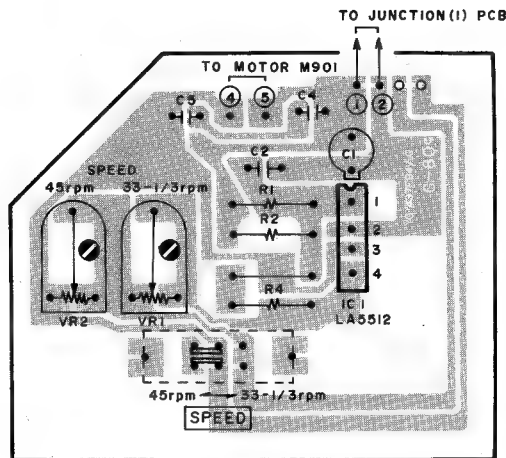 TO JUNCTION(1) PCB
TO MOTOR M901
4 5 1 2
C3 C4
C2 C1
SPEED
45rpm 33-1/3rpm
R1
R2
1
2
3
4
R4
IC1
LA5512
VR2 VR1
45rpm 33-1/3rpm
SPEED